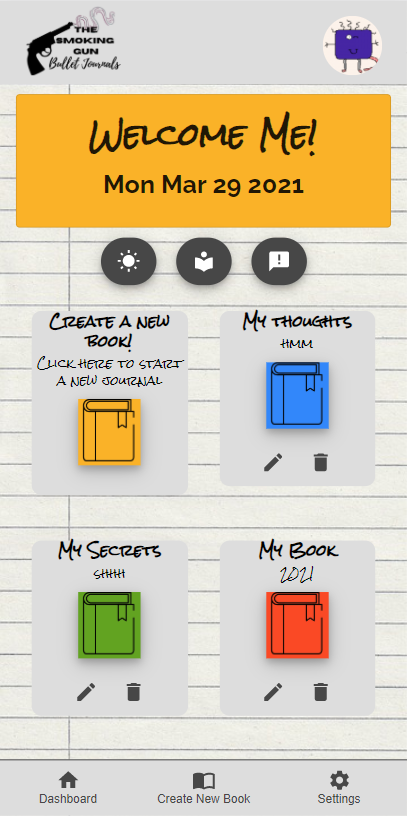 THE
SMOKING
GUN
Bullet Journals
Welcome Me!
Mon Mar 29 2021
Create a new
book!
Click here to start
a new journal
My thoughts
hmm
My Secrets
shhh
My Book
2021
Dashboard
Create New Book
Settings